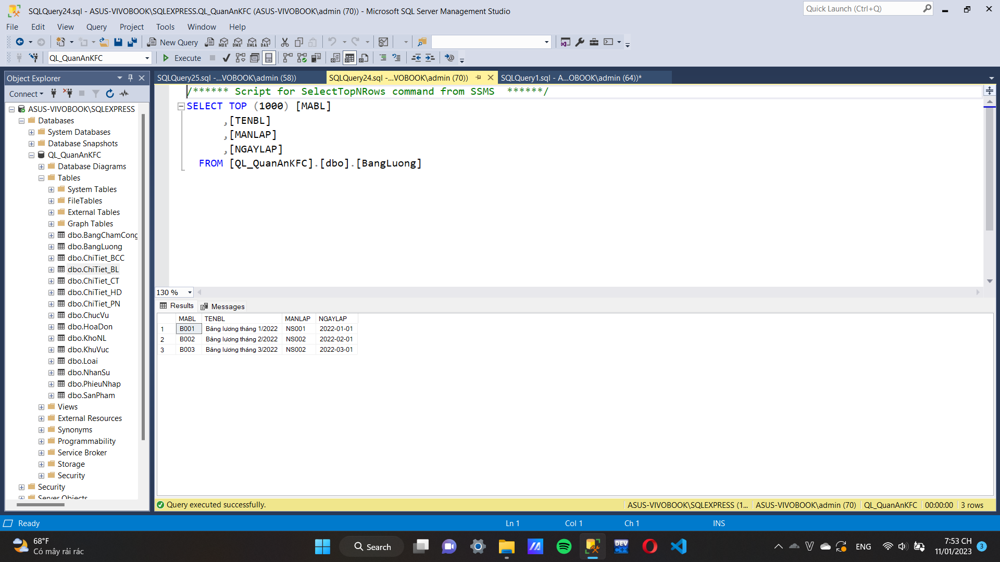 SQLQuery24.sql - ASUS-VIVOBOOK\SQLEXPRESS.QL_QuanAnKFC (ASUS-VIVOBOOK\admin (70)) - Microsoft SQL Server Management Studio
Quick Launch (Ctrl+Q)
File Edit View Query Project Tools Window Help
New Query MDX DMX XMLA DAX
QL_QuanAnKFC Execute
Object Explorer
Connect
ASUS-VIVOBOOK\SQLEXPRESS
Databases
System Databases
Database Snapshots
QL_QuanAnKFC
Database Diagrams
Tables
System Tables
FileTables
External Tables
Graph Tables
dbo.BangChamCong
dbo.BangLuong
dbo.ChiTiet_BCC
dbo.ChiTiet_BL
dbo.ChiTiet_CT
dbo.ChiTiet_HD
dbo.ChiTiet_PN
dbo.ChucVu
dbo.HoaDon
dbo.KhoNL
dbo.KhuVuc
dbo.Loai
dbo.NhanSu
dbo.PhieuNhap
dbo.SanPham
Views
External Resources
Synonyms
Programmability
Service Broker
Storage
Security
Security
Server Objects
SQLQuery25.sql -...VOBOOK\admin (58)) SQLQuery24.sql -...VOBOOK\admin (70)) SQLQuery1.sql - A...OBOOK\admin (64))*
/****** Script for SelectTopNRows command from SSMS ******/
SELECT TOP (1000) [MABL]
,[TENBL]
,[MANLAP]
,[NGAYLAP]
FROM [QL_QuanAnKFC].[dbo].[BangLuong]
130 %
Results Messages
MABL TENBL MANLAP NGAYLAP
1 B001 Bảng lương tháng 1/2022 NS001 2022-01-01
2 B002 Bảng lương tháng 2/2022 NS002 2022-02-01
3 B003 Bảng lương tháng 3/2022 NS002 2022-03-01
Query executed successfully. ASUS-VIVOBOOK\SQLEXPRESS (1... ASUS-VIVOBOOK\admin (70) QL_QuanAnKFC 00:00:00 3 rows
Ready Ln 1 Col 1 Ch 1 INS
68°F
Có mây rải rác
Search
DEV C++
ENG
7:53 CH
11/01/2023
3